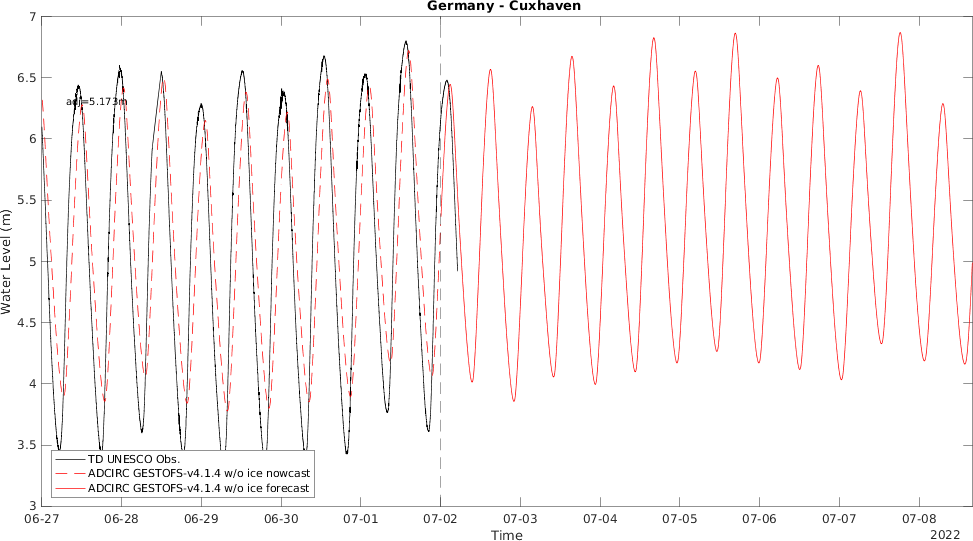 Germany - Cuxhaven
7
6.5
6
5.5
5
4.5
4
3.5
3
Water Level (m)
adj=5.173m
TD UNESCO Obs.
ADCIRC GESTOFS-v4.1.4 w/o ice nowcast
ADCIRC GESTOFS-v4.1.4 w/o ice forecast
06-27 06-28 06-29 06-30 07-01 07-02 07-03 07-04 07-05 07-06 07-07 07-08
Time
2022